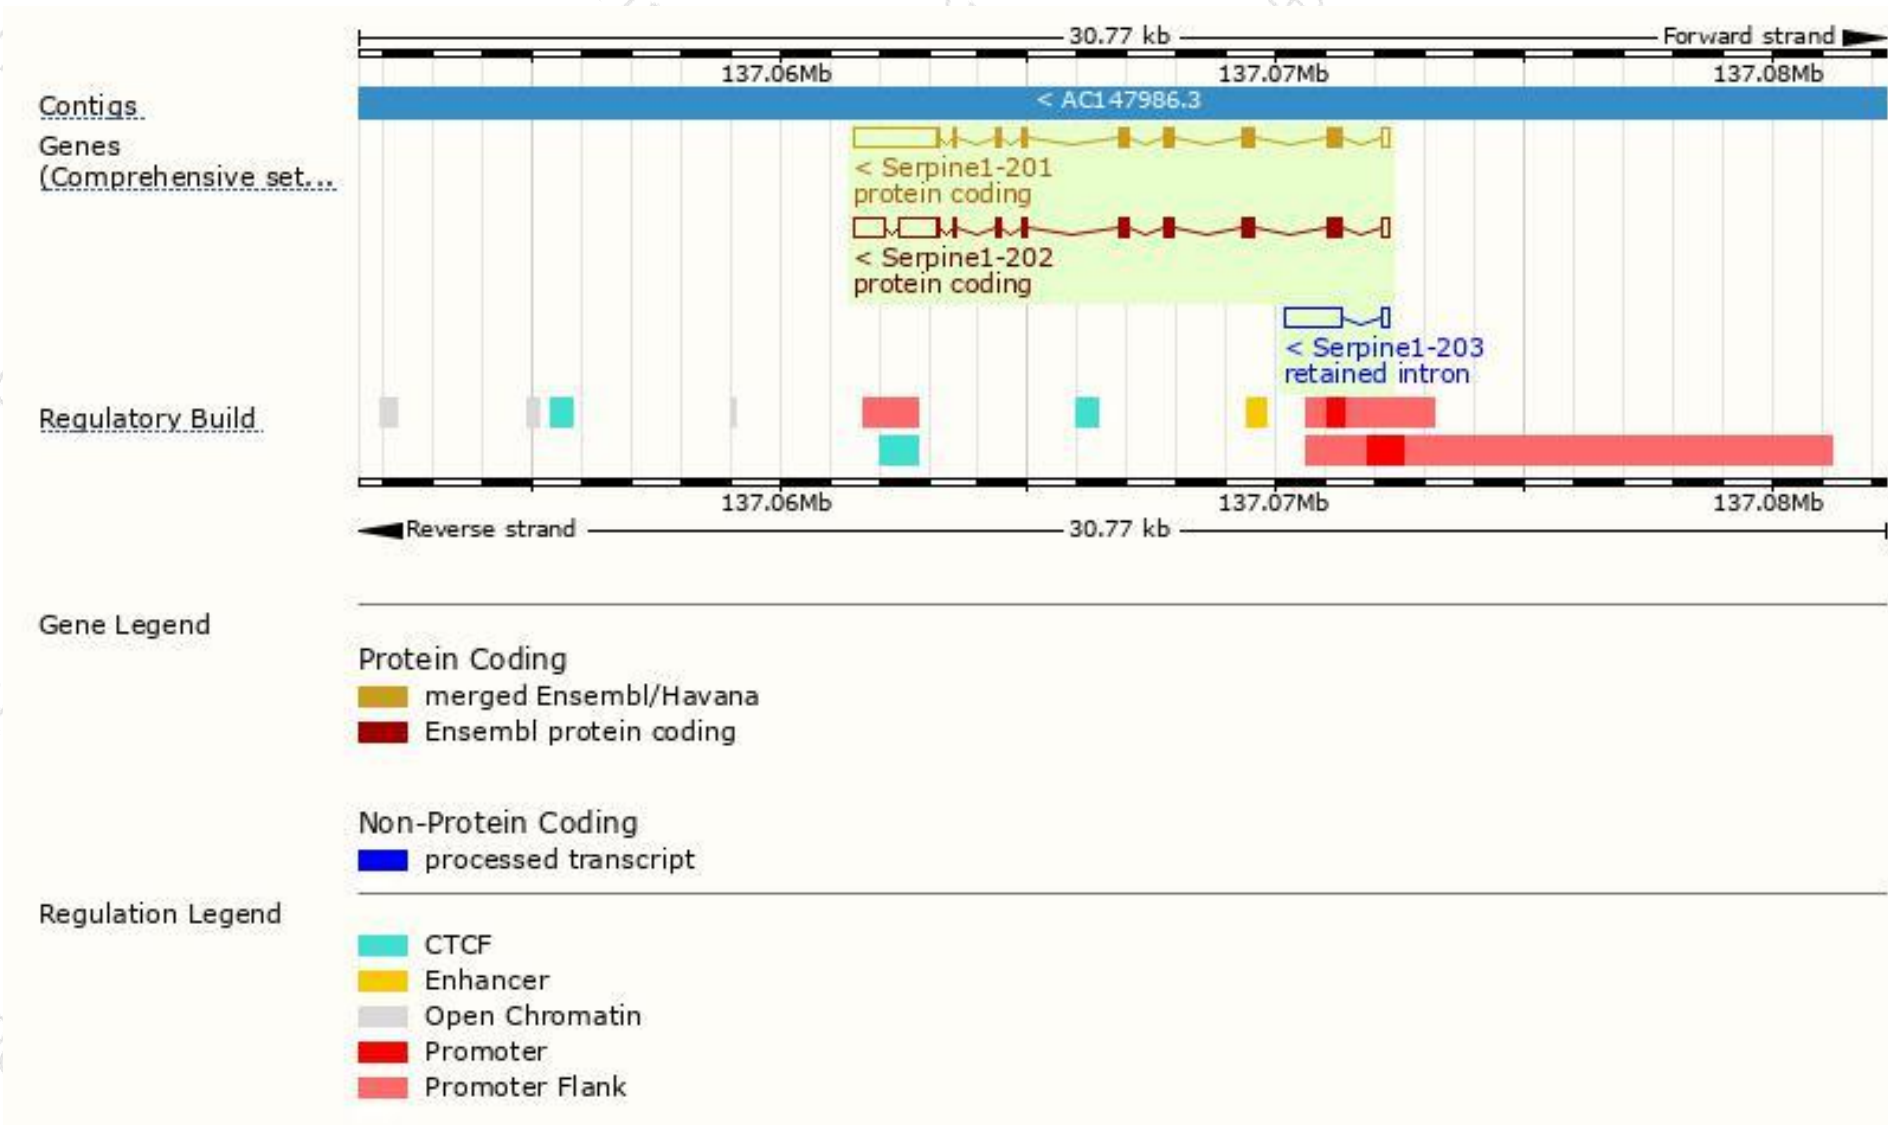 30.77 kb Forward strand
137.06Mb 137.07Mb 137.08Mb
Contigs < AC147986.3
Genes
(Comprehensive set...
< Serpine1-201
protein coding
< Serpine1-202
protein coding
< Serpine1-203
retained intron
Regulatory Build
137.06Mb 137.07Mb 137.08Mb
Reverse strand 30.77 kb
Gene Legend
Protein Coding
merged Ensembl/Havana
Ensembl protein coding
Non-Protein Coding
processed transcript
Regulation Legend
CTCF
Enhancer
Open Chromatin
Promoter
Promoter Flank